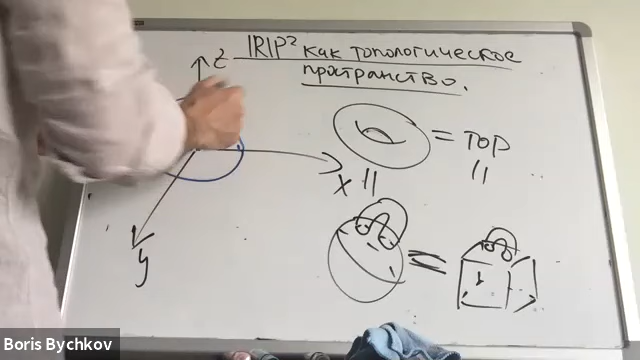 ℝP² как топологическое
пространство.
z
= тор
x
y
Boris Bychkov